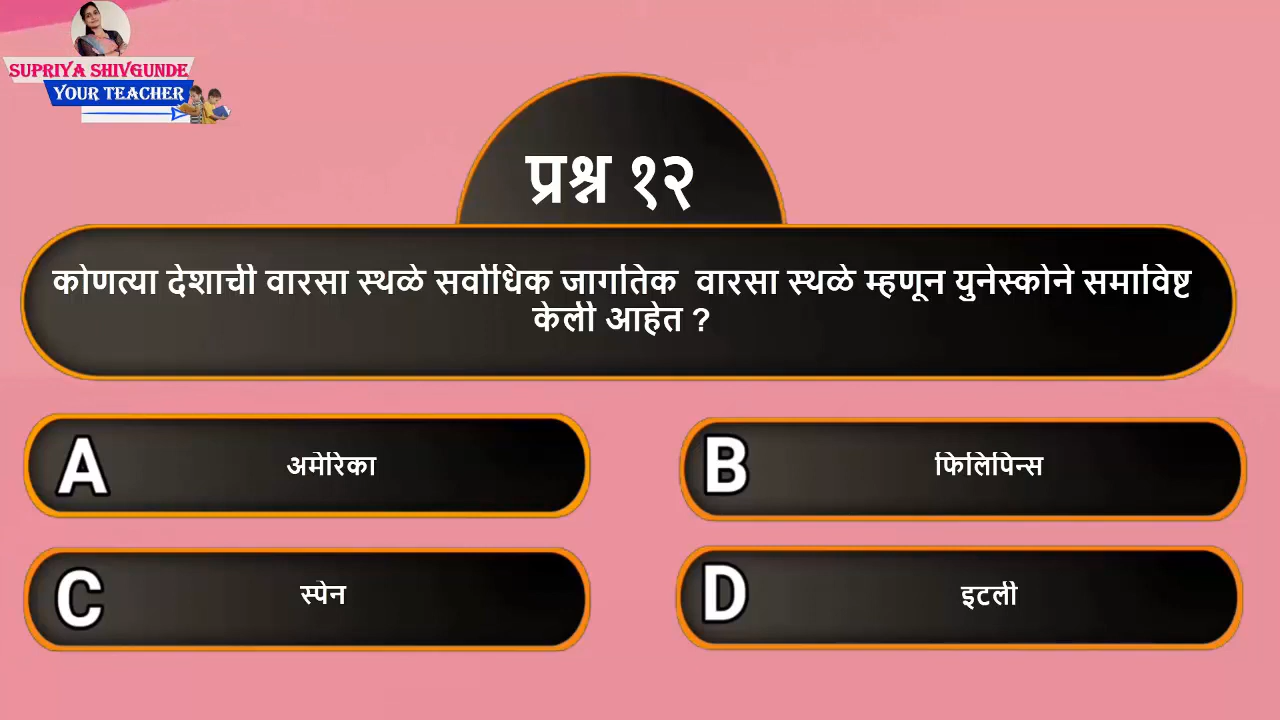 SUPRIYA SHIVGUNDE
YOUR TEACHER
प्रश्न १२
कोणत्या देशाची वारसा स्थळे सर्वाधिक जागतिक वारसा स्थळे म्हणून युनेस्कोने समाविष्ट
केली आहेत ?
A अमेरिका
B फिलिपिन्स
C स्पेन
D इटली